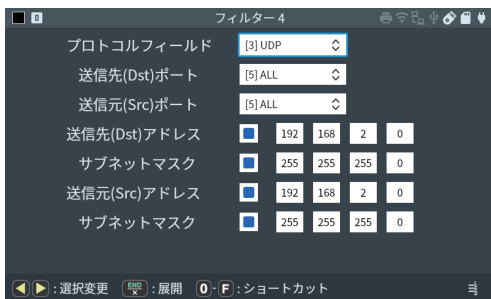 0 フィルター 4
プロトコルフィールド [3] UDP
送信先(Dst)ポート [5] ALL
送信元(Src)ポート [5] ALL
送信先(Dst)アドレス 192 168 2 0
サブネットマスク 255 255 255 0
送信元(Src)アドレス 192 168 2 0
サブネットマスク 255 255 255 0
:選択変更 END X :展開 0-F :ショートカット